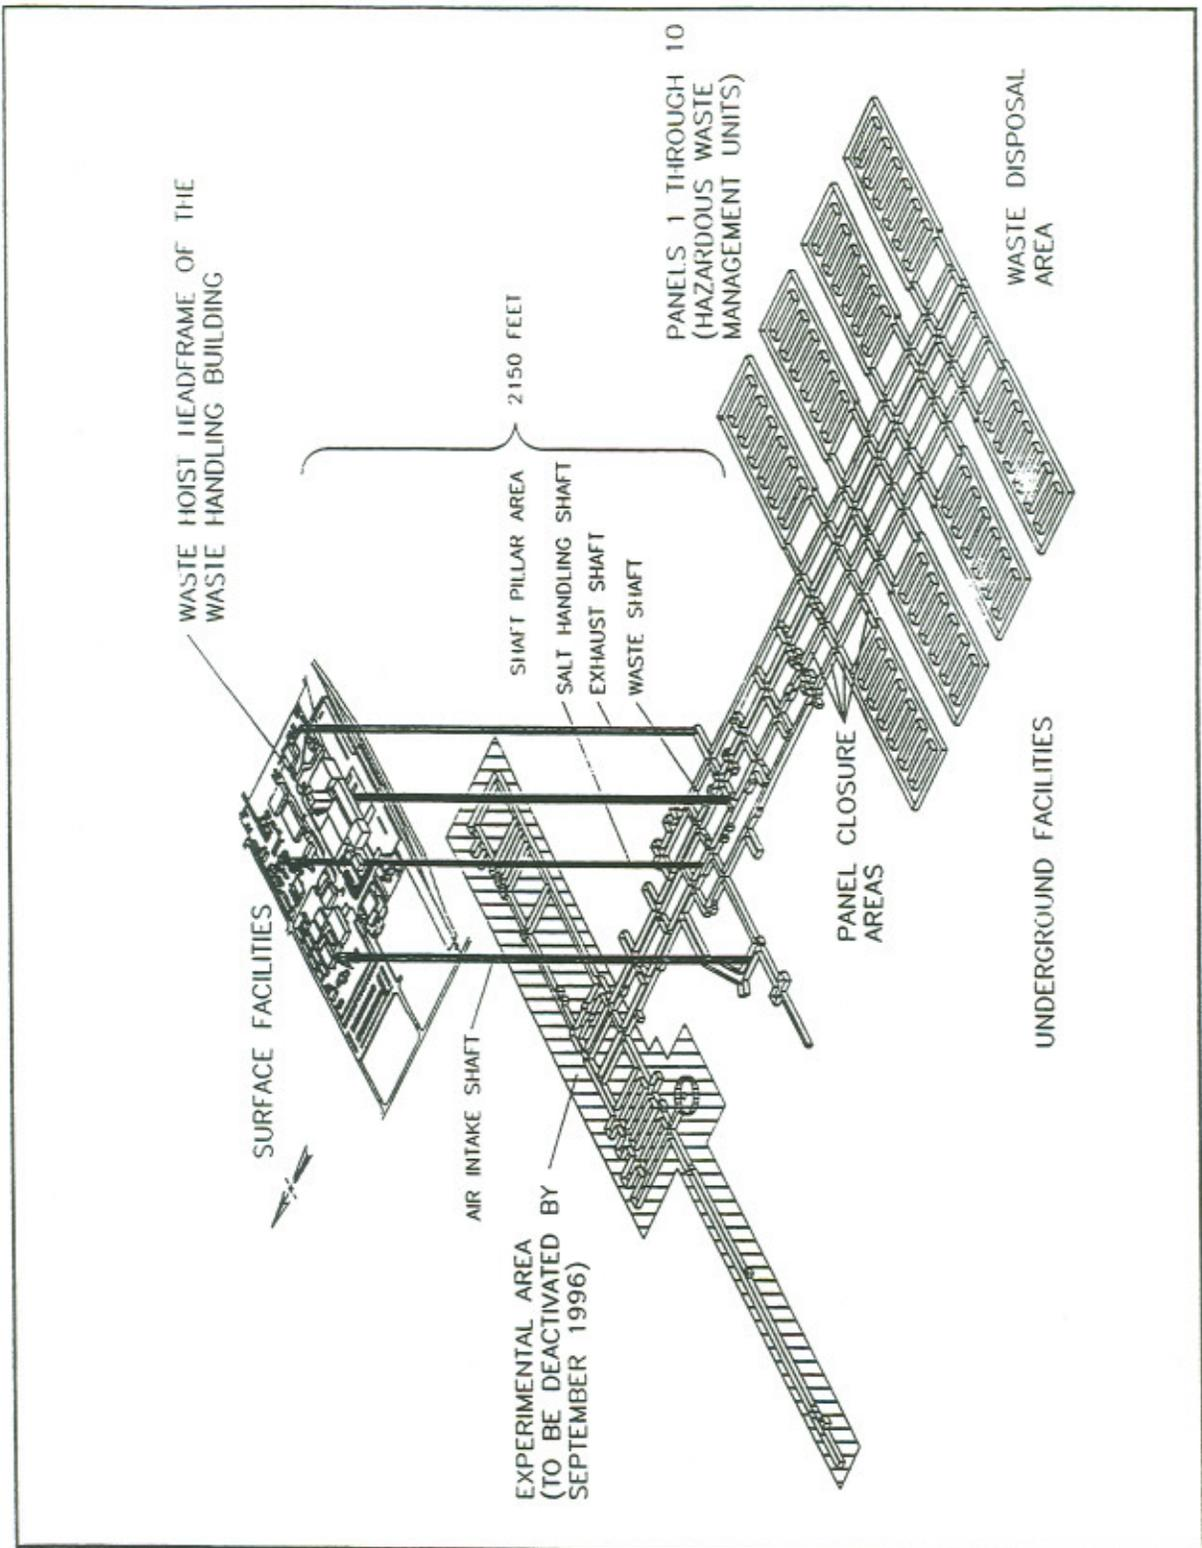 SURFACE FACILITIES
WASTE HOIST HEADFRAME OF THE
WASTE HANDLING BUILDING
AIR INTAKE SHAFT
2150 FEET
SHAFT PILLAR AREA
SALT HANDLING SHAFT
EXHAUST SHAFT
WASTE SHAFT
EXPERIMENTAL AREA
(TO BE DEACTIVATED BY
SEPTEMBER 1996)
PANELS 1 THROUGH 10
(HAZARDOUS WASTE
MANAGEMENT UNITS)
PANEL CLOSURE
AREAS
WASTE DISPOSAL
AREA
UNDERGROUND FACILITIES